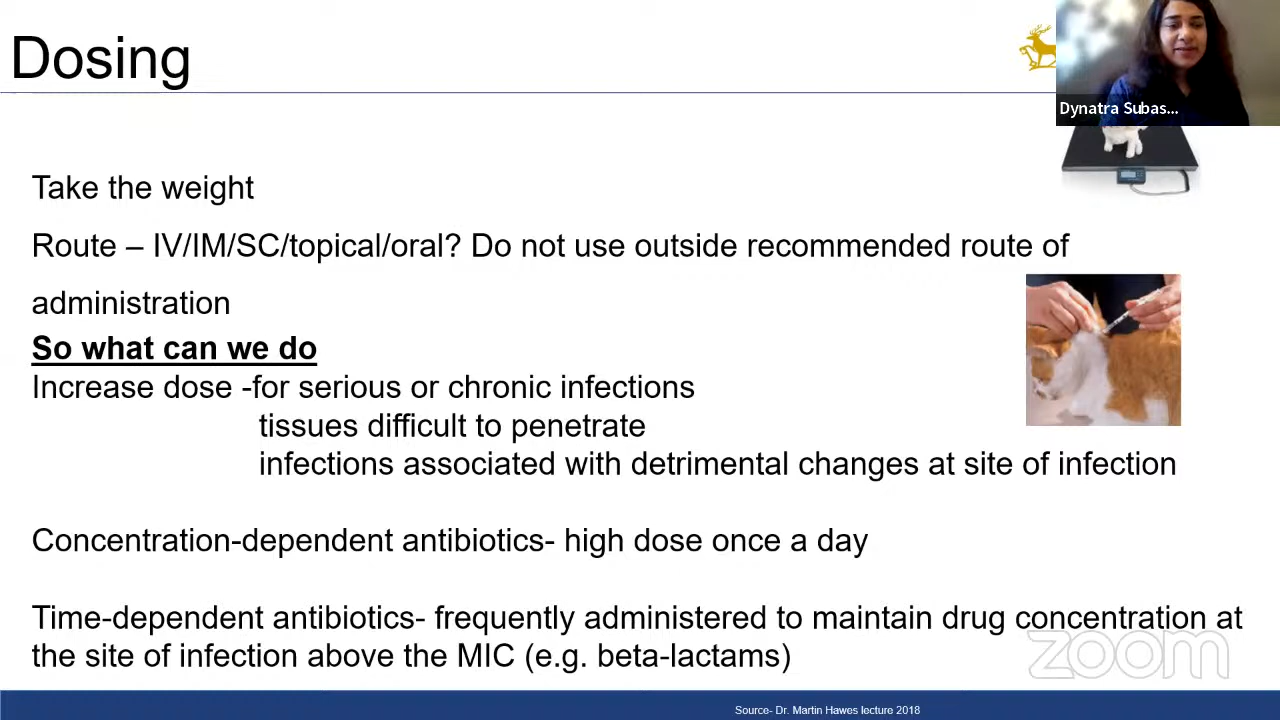 Dosing
Dynatra Subas...
Take the weight
Route – IV/IM/SC/topical/oral? Do not use outside recommended route of
administration
So what can we do
Increase dose -for serious or chronic infections
tissues difficult to penetrate
infections associated with detrimental changes at site of infection
Concentration-dependent antibiotics- high dose once a day
Time-dependent antibiotics- frequently administered to maintain drug concentration at
the site of infection above the MIC (e.g. beta-lactams)
zoom
Source- Dr. Martin Hawes lecture 2018